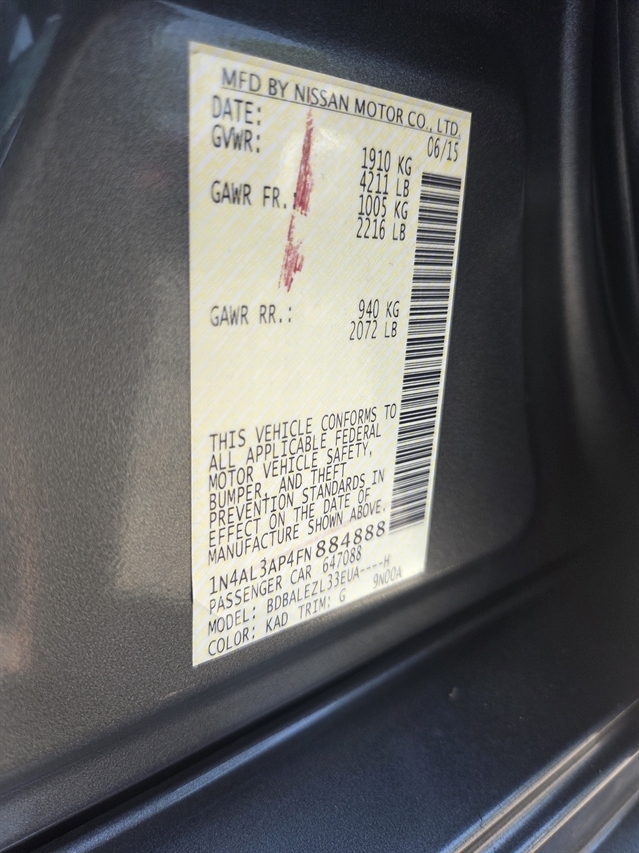 MFD BY NISSAN MOTOR CO., LTD.
DATE: 06/15
GVWR: 1910 KG
4211 LB
GAWR FR.: 1005 KG
2216 LB
GAWR RR.: 940 KG
2072 LB
THIS VEHICLE CONFORMS TO
ALL APPLICABLE FEDERAL
MOTOR VEHICLE SAFETY,
BUMPER, AND THEFT
PREVENTION STANDARDS IN
EFFECT ON THE DATE OF
MANUFACTURE SHOWN ABOVE.
1N4AL3AP4FN884888
PASSENGER CAR 647088
MODEL: BDBALEZL33EUA----H
COLOR: KAD TRIM: G 9N00A